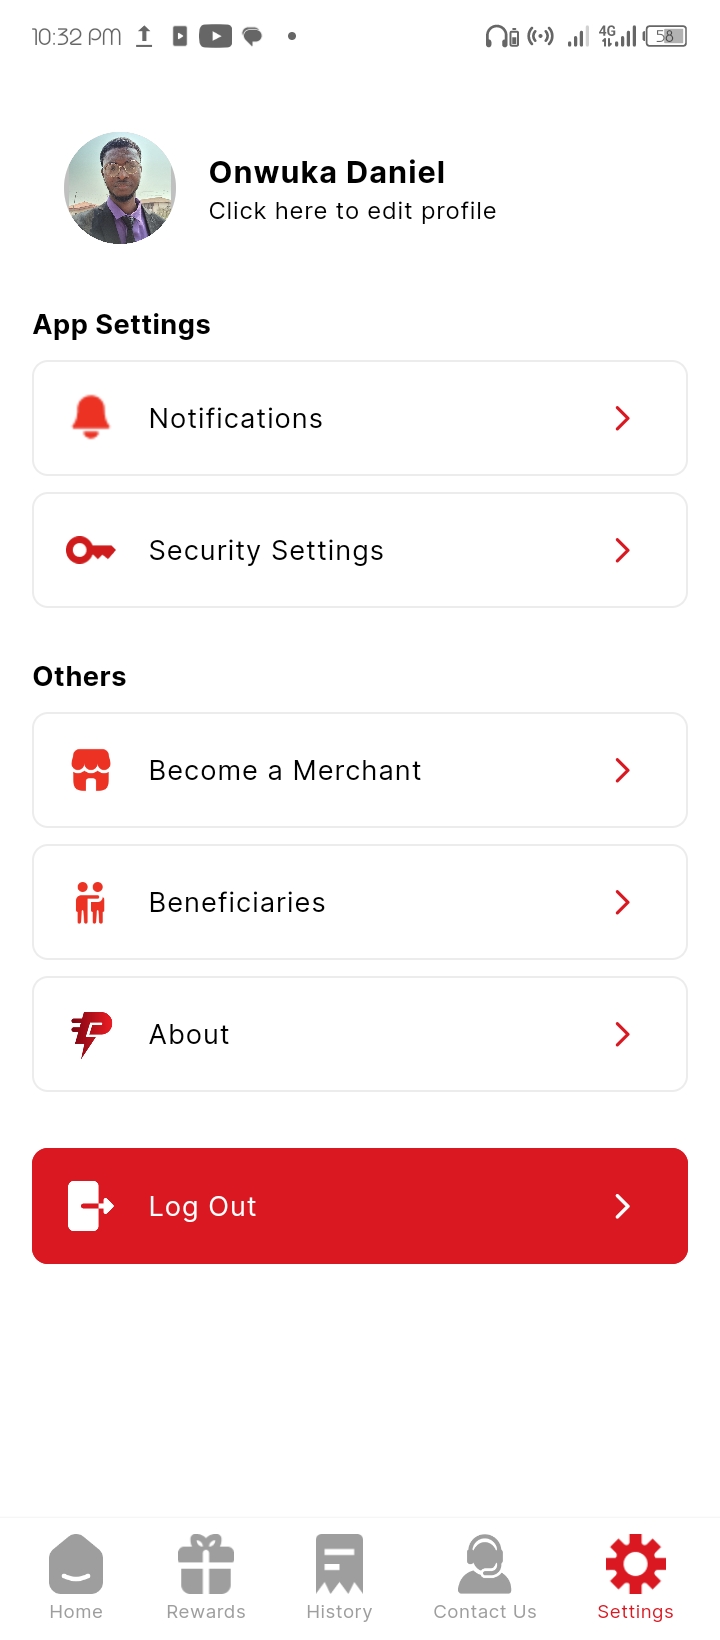 10:32 PM 4G 58
Onwuka Daniel
Click here to edit profile
App Settings
Notifications
Security Settings
Others
Become a Merchant
Beneficiaries
About
Log Out
Home Rewards History Contact Us Settings